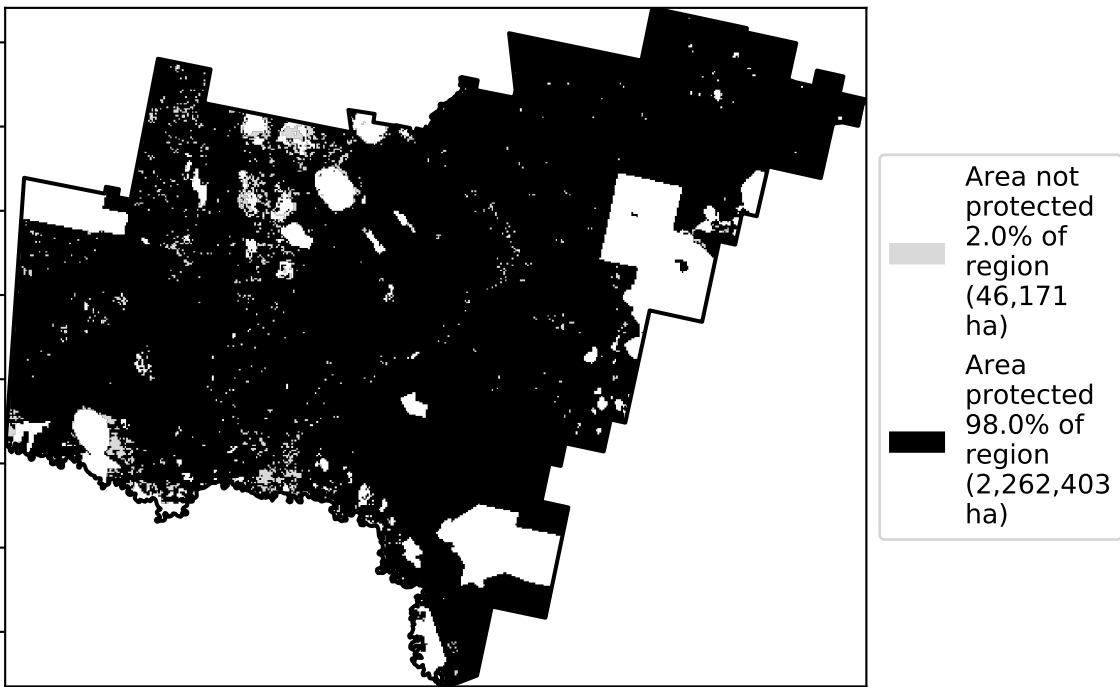 Area not
protected
2.0% of
region
(46,171
ha)
Area
protected
98.0% of
region
(2,262,403
ha)